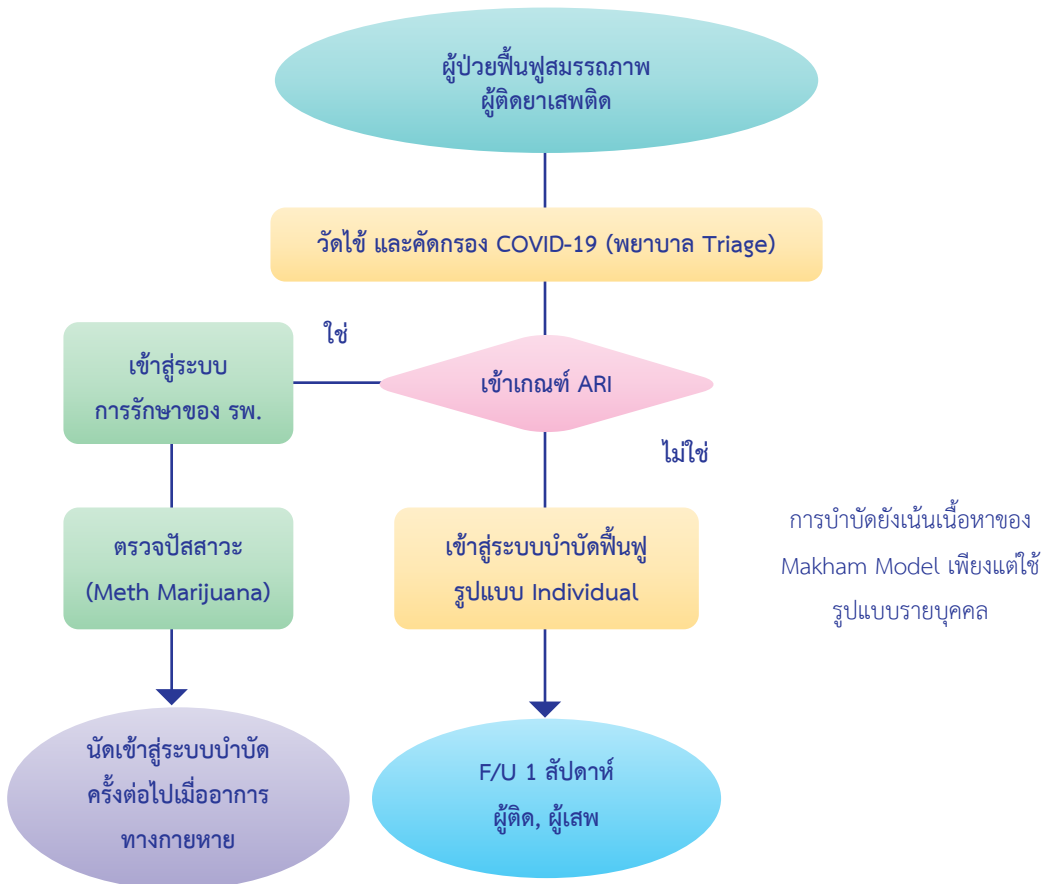 ผู้ป่วยฟื้นฟูสมรรถภาพ
ผู้ติดยาเสพติด
วัดไข้ และคัดกรอง COVID-19 (พยาบาล Triage)
ใช่
เข้าสู่ระบบ
การรักษาของ รพ.
เข้าเกณฑ์ ARI
ไม่ใช่
ตรวจปัสสาวะ
(Meth Marijuana)
เข้าสู่ระบบบำบัดฟื้นฟู
รูปแบบ Individual
การบำบัดยังเน้นเนื้อหาของ
Makham Model เพียงแต่ใช้
รูปแบบรายบุคคล
นัดเข้าสู่ระบบบำบัด
ครั้งต่อไปเมื่ออาการ
ทางกายหาย
F/U 1 สัปดาห์
ผู้ติด, ผู้เสพ